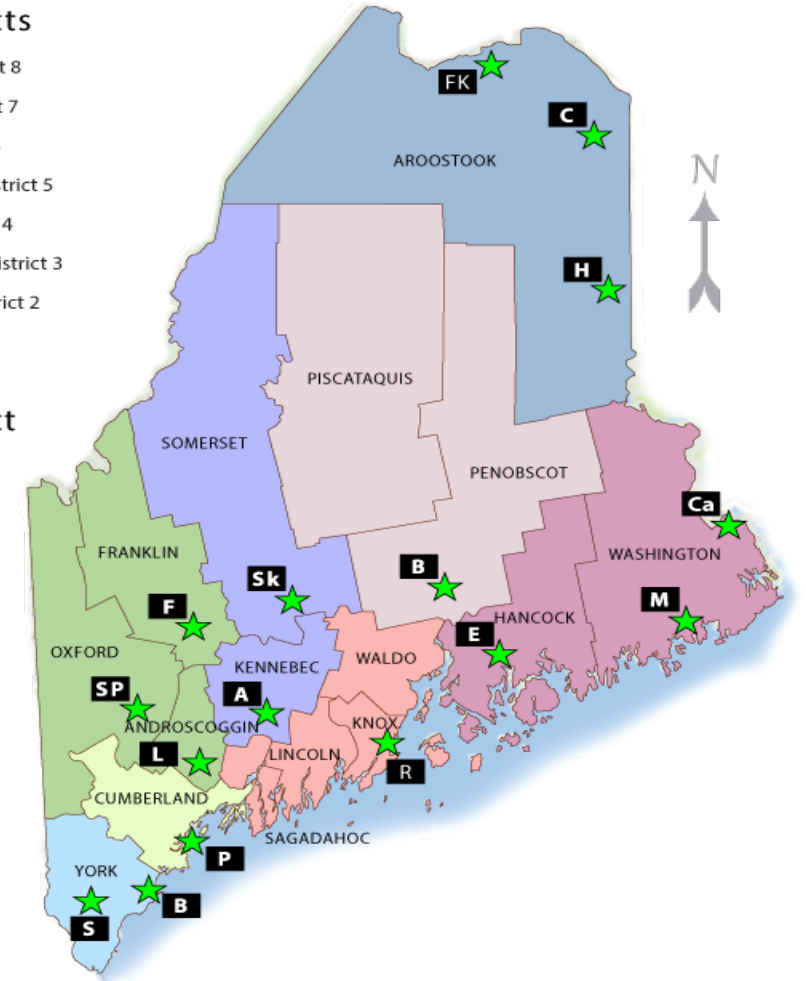 cts
t 8
t 7
trict 5
4
istrict 3
rict 2
ct
FK
C
N
AROOSTOOK
H
PISCATAQUIS
SOMERSET
PENOBSCOT
Ca
FRANKLIN
WASHINGTON
B
Sk
M
F
HANCOCK
E
OXFORD
WALDO
KENNEBEC
SP
A
ANDROSCOGGIN
KNOX
L
LINCOLN
R
CUMBERLAND
SAGADAHOC
P
YORK
B
S